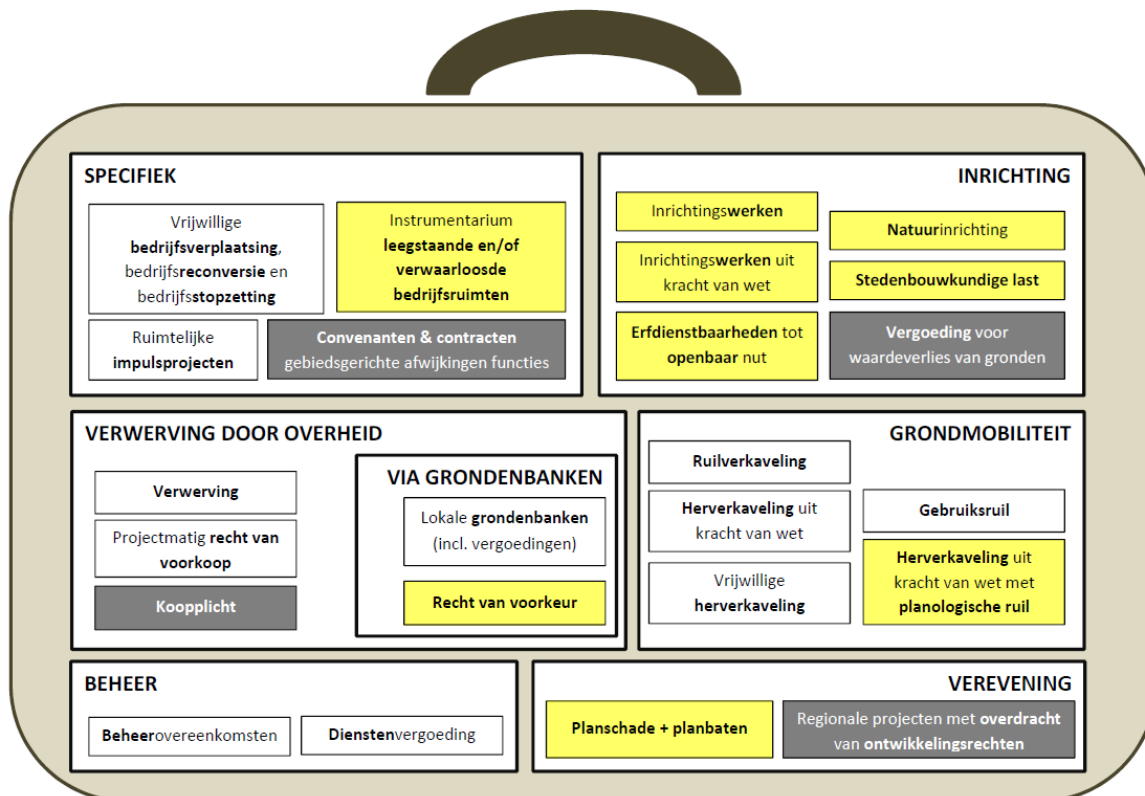 SPECIFIEK
Vrijwillige
bedrijfsverplaatsing,
bedrijfsreconversie en
bedrijfsstopzetting
Instrumentarium
leegstaande en/of
verwaarloosde
bedrijfsruimten
Ruimtelijke
impulsprojecten
Convenanten & contracten
gebiedsgerichte afwijkingen functies
INRICHTING
Inrichtingswerken
Inrichtingswerken uit
kracht van wet
Erfdienstbaarheden tot
openbaar nut
Natuurinrichting
Stedenbouwkundige last
Vergoeding voor
waardeverlies van gronden
VERWERVING DOOR OVERHEID
Verwerving
Projectmatig recht van
voorkoop
Koopplicht
VIA GRONDENBANKEN
Lokale grondenbanken
(incl. vergoedingen)
Recht van voorkeur
GRONDMOBILITEIT
Ruilverkaveling
Herverkaveling uit
kracht van wet
Vrijwillige
herverkaveling
Gebruiksruil
Herverkaveling uit
kracht van wet met
planologische ruil
BEHEER
Beheerovereenkomsten
Dienstenvergoeding
VEREVENING
Planschade + planbaten
Regionale projecten met overdracht
van ontwikkelingsrechten